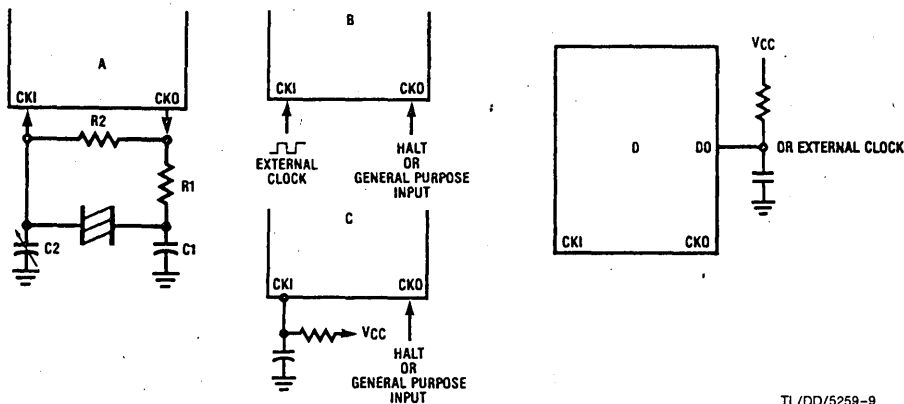 A
CKI
CKO
R2
R1
C2
C1
B
CKI
CKO
EXTERNAL
CLOCK
HALT
OR
GENERAL PURPOSE
INPUT
C
CKI
CKO
VCC
HALT
OR
GENERAL PURPOSE
INPUT
VCC
D
DO
OR EXTERNAL CLOCK
CKI
CKO
TL/DD/5259-9